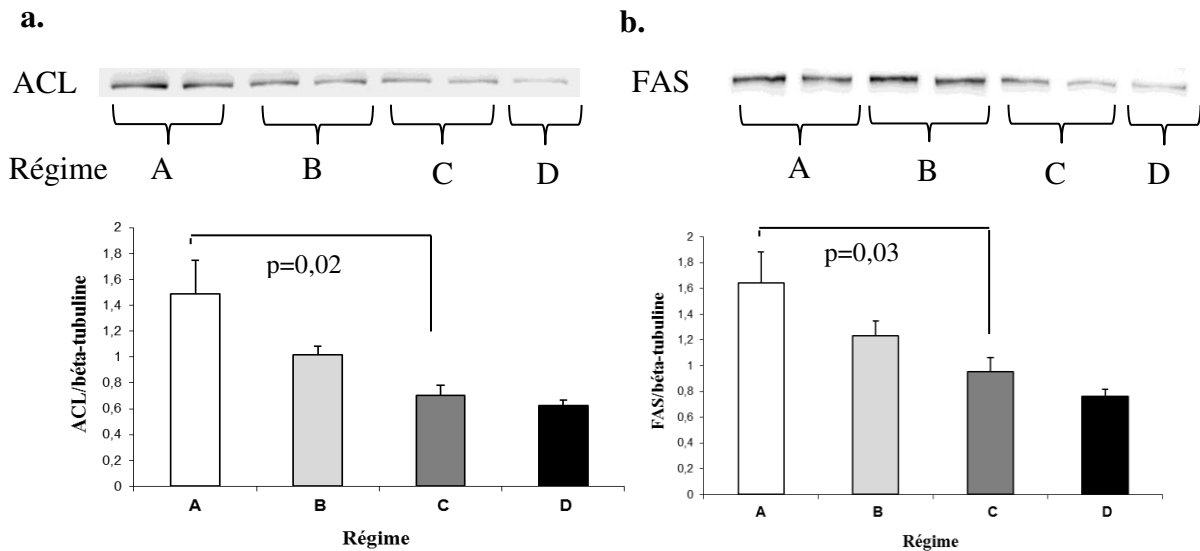 a.
ACL
Régime A B C D
2
1,8
1,6
1,4
1,2
1
0,8
0,6
0,4
0,2
0
ACL/béta-tubuline
p=0,02
A B C D
Régime
b.
FAS
A B C D
2
1,8
1,6
1,4
1,2
1
0,8
0,6
0,4
0,2
0
FAS/béta-tubuline
p=0,03
A B C D
Régime